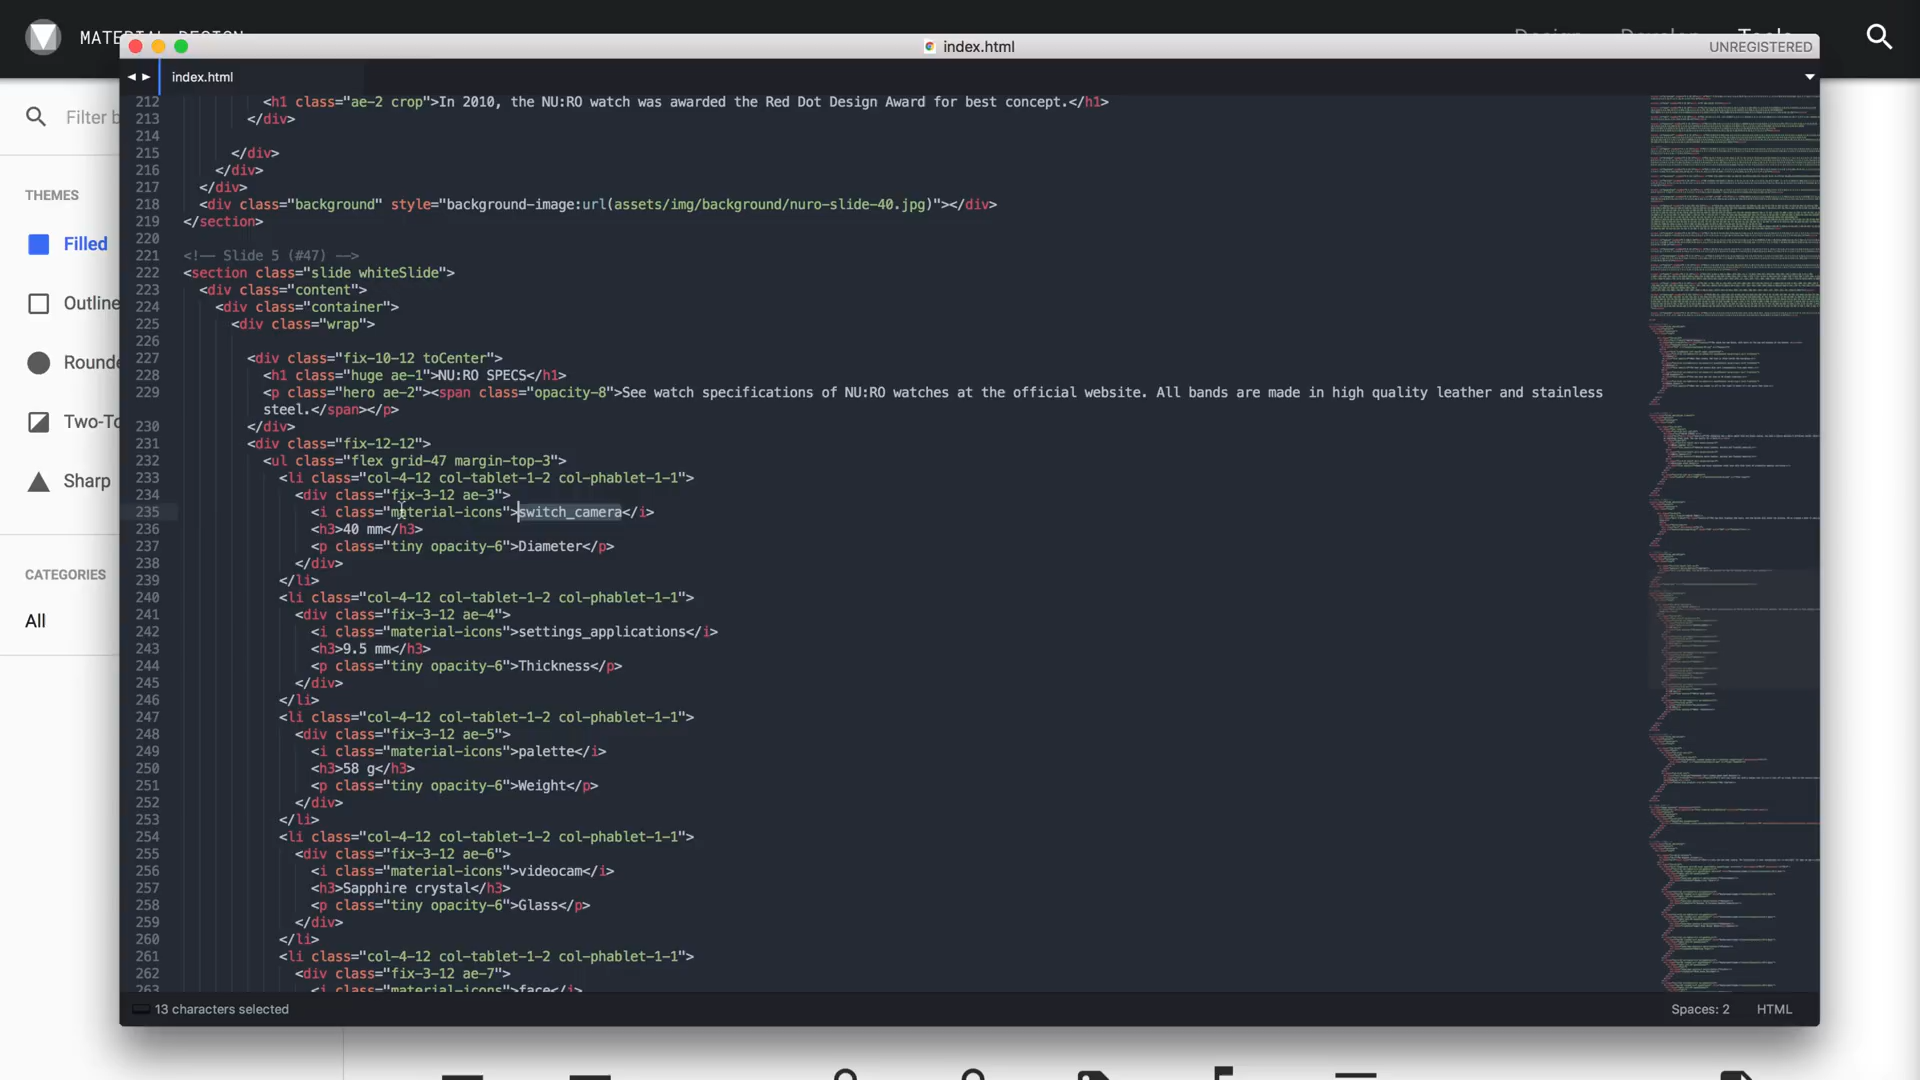 MATERIAL DESIGN
index.html
UNREGISTERED
index.html
Filter b
THEMES
Filled
Outline
Rounde
Two-To
Sharp
CATEGORIES
All
212 <h1 class="ae-2 crop">In 2010, the NU:RO watch was awarded the Red Dot Design Award for best concept.</h1>
213 </div>
214
215 </div>
216 </div>
217 </div>
218 <div class="background" style="background-image:url(assets/img/background/nuro-slide-40.jpg)"></div>
219 </section>
220
221 <!-- Slide 5 (#47) -->
222 <section class="slide whiteSlide">
223 <div class="content">
224 <div class="container">
225 <div class="wrap">
226
227 <div class="fix-10-12 toCenter">
228 <h1 class="huge ae-1">NU:RO SPECS</h1>
229 <p class="hero ae-2"><span class="opacity-8">See watch specifications of NU:RO watches at the official website. All bands are made in high quality leather and stainless
steel.</span></p>
230 </div>
231 <div class="fix-12-12">
232 <ul class="flex grid-47 margin-top-3">
233 <li class="col-4-12 col-tablet-1-2 col-phablet-1-1">
234 <div class="fix-3-12 ae-3">
235 <i class="material-icons">switch_camera</i>
236 <h3>40 mm</h3>
237 <p class="tiny opacity-6">Diameter</p>
238 </div>
239 </li>
240 <li class="col-4-12 col-tablet-1-2 col-phablet-1-1">
241 <div class="fix-3-12 ae-4">
242 <i class="material-icons">settings_applications</i>
243 <h3>9.5 mm</h3>
244 <p class="tiny opacity-6">Thickness</p>
245 </div>
246 </li>
247 <li class="col-4-12 col-tablet-1-2 col-phablet-1-1">
248 <div class="fix-3-12 ae-5">
249 <i class="material-icons">palette</i>
250 <h3>58 g</h3>
251 <p class="tiny opacity-6">Weight</p>
252 </div>
253 </li>
254 <li class="col-4-12 col-tablet-1-2 col-phablet-1-1">
255 <div class="fix-3-12 ae-6">
256 <i class="material-icons">videocam</i>
257 <h3>Sapphire crystal</h3>
258 <p class="tiny opacity-6">Glass</p>
259 </div>
260 </li>
261 <li class="col-4-12 col-tablet-1-2 col-phablet-1-1">
262 <div class="fix-3-12 ae-7">
263 <i class="material-icons">face</i>
13 characters selected
Spaces: 2
HTML